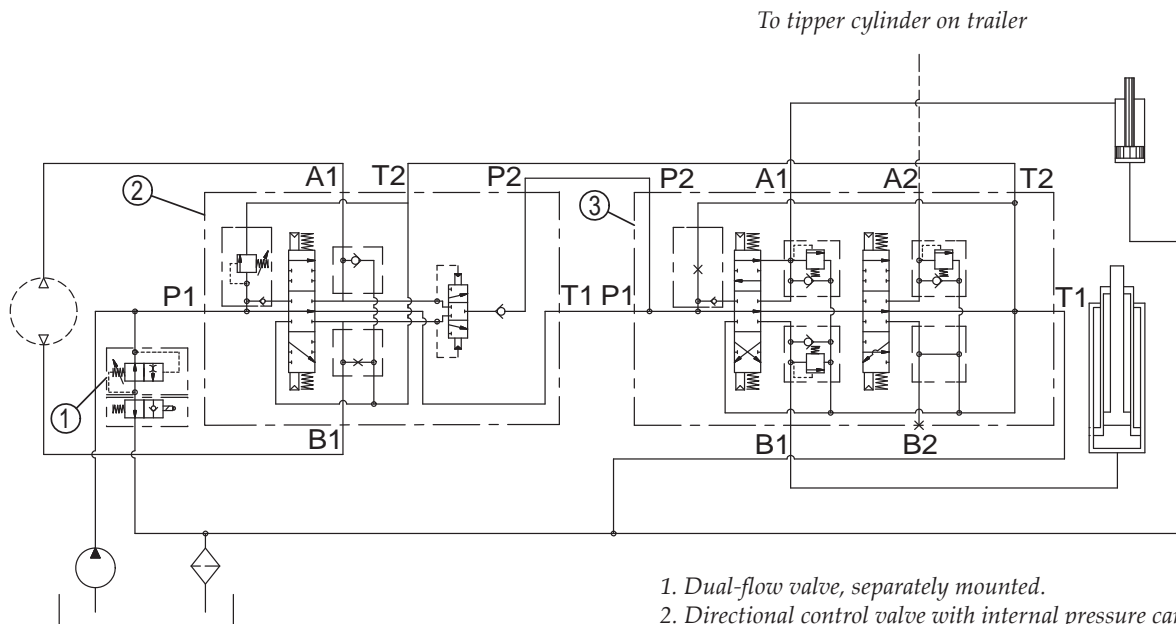 To tipper cylinder on trailer
A1 T2 P2 P2 A1 A2 T2
2
3
P1 T1 P1 T1
1
B1 B1 B2
1. Dual-flow valve, separately mounted.
2. Directional control valve with internal pressure